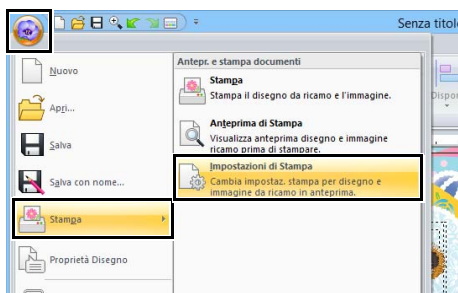 Senza titolo
Nuovo
Apri...
Salva
Salva con nome...
Stampa
Proprietà Disegno
Antepr. e stampa documenti
Stampa
Stampa il disegno da ricamo e l'immagine.
Anteprima di Stampa
Visualizza anteprima disegno e immagine
ricamo prima di stampare.
Impostazioni di Stampa
Cambia impostaz. stampa per disegno e
immagine da ricamo in anteprima.